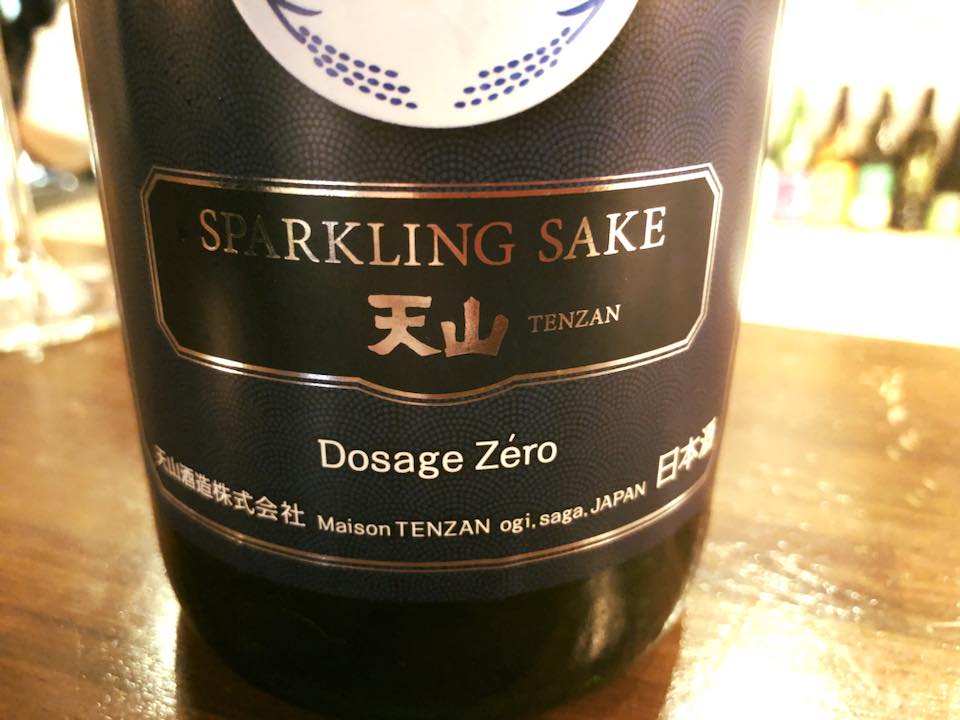 SPARKLING SAKE
天山 TENZAN
Dosage Zéro
天山酒造株式会社 Maison TENZAN ogi, saga, JAPAN 日本酒